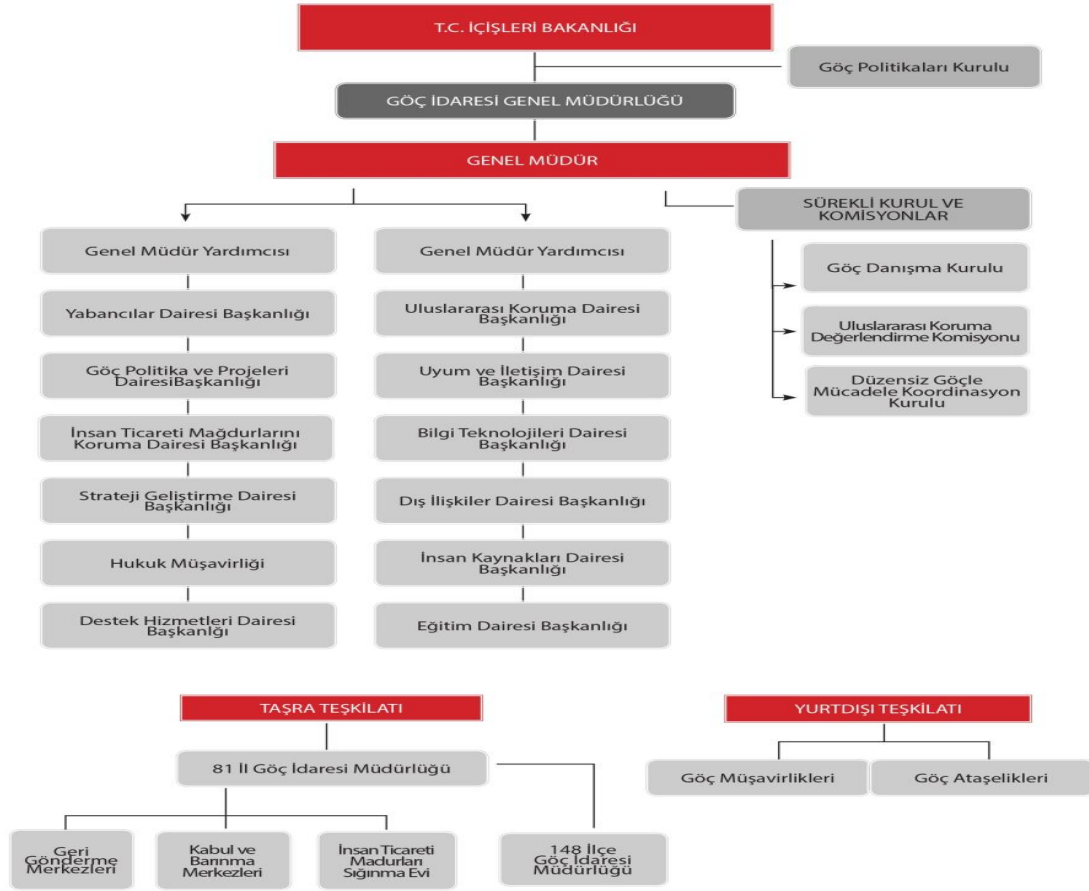 T.C. İÇİŞLERİ BAKANLIĞI
Göç Politikaları Kurulu
GÖÇ İDARESİ GENEL MÜDÜRLÜĞÜ
GENEL MÜDÜR
SÜREKLİ KURUL VE
KOMİSYONLAR
Göç Danışma Kurulu
Uluslararası Koruma
Değerlendirme Komisyonu
Düzensiz Göçle
Mücadele Koordinasyon
Kurulu
Genel Müdür Yardımcısı
Yabancılar Dairesi Başkanlığı
Göç Politika ve Projeleri
DairesiBaşkanlığı
İnsan Ticareti Mağdurlarını
Koruma Dairesi Başkanlığı
Strateji Geliştirme Dairesi
Başkanlığı
Hukuk Müşavirliği
Destek Hizmetleri Dairesi
Başkanlğı
Genel Müdür Yardımcısı
Uluslararası Koruma Dairesi
Başkanlığı
Uyum ve İletişim Dairesi
Başkanlığı
Bilgi Teknolojileri Dairesi
Başkanlığı
Dış İlişkiler Dairesi Başkanlığı
İnsan Kaynakları Dairesi
Başkanlığı
Eğitim Dairesi Başkanlığı
TAŞRA TEŞKİLATI
81 İl Göç İdaresi Müdürlüğü
Geri
Gönderme
Merkezleri
Kabul ve
Barınma
Merkezleri
İnsan Ticareti
Madurları
Sığınma Evi
148 İlçe
Göç İdaresi
Müdürlüğü
YURTDIŞI TEŞKİLATI
Göç Müşavirlikleri
Göç Ataşelikleri